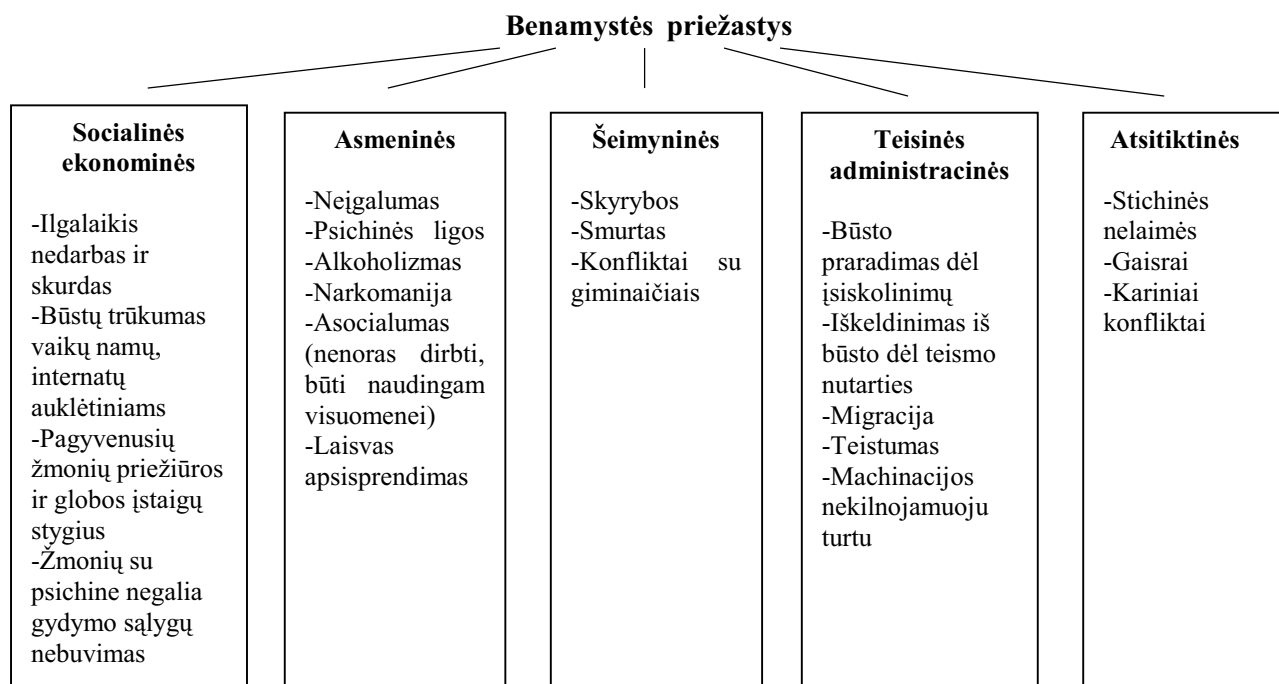 Benamystės priežastys
Socialinės
ekonominės
-Ilgalaikis
nedarbas ir
skurdas
-Būstų trūkumas
vaikų namų,
internatų
auklėtiniams
-Pagyvenusių
žmonių priežiūros
ir globos įstaigų
stygius
-Žmonių su
psichine negalia
gydymo sąlygų
nebuvimas
Asmeninės
-Neįgalumas
-Psichinės ligos
-Alkoholizmas
-Narkomanija
-Asocialumas
(nenoras dirbti,
būti naudingam
visuomenei)
-Laisvas
apsisprendimas
Šeimyninės
-Skyrybos
-Smurtas
-Konfliktai su
giminaičiais
Teisinės
administracinės
-Būsto
praradimas dėl
įsiskolinimų
-Iškeldinimas iš
būsto dėl teismo
nutarties
-Migracija
-Teistumas
-Machinacijos
nekilnojamuoju
turtu
Atsitiktinės
-Stichinės
nelaimės
-Gaisrai
-Kariniai
konfliktai